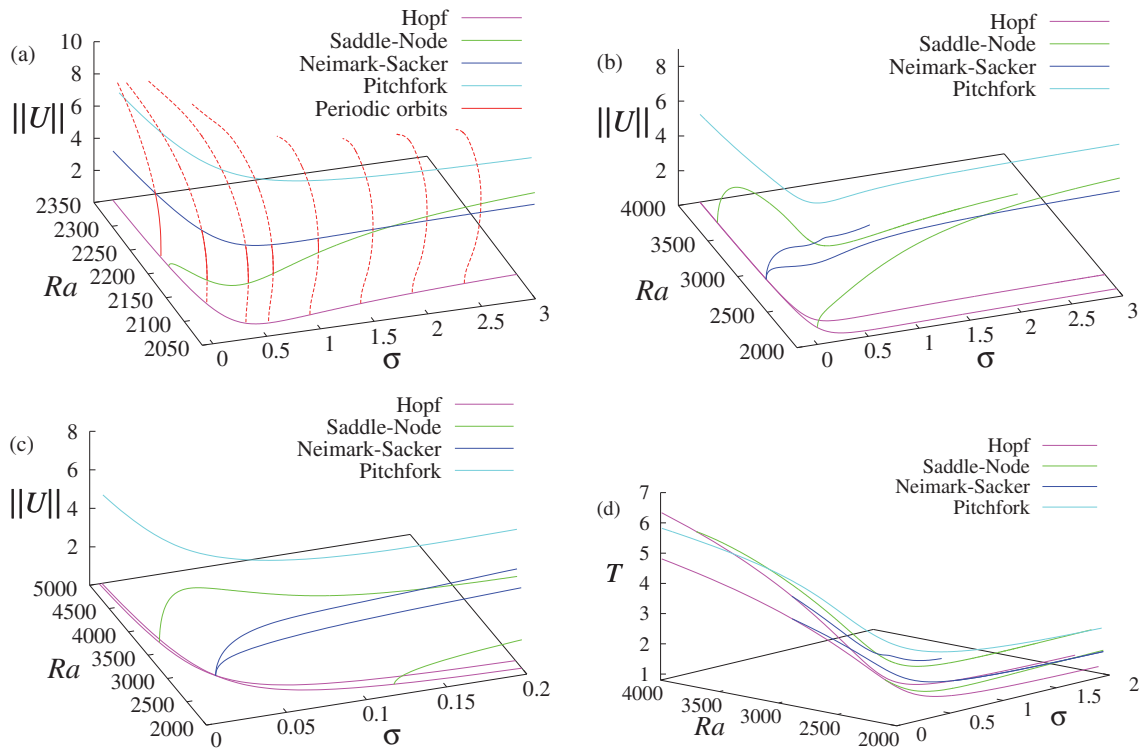 (a)
Hopf
Saddle-Node
Neimark-Sacker
Pitchfork
Periodic orbits
10
8
6
4
2
||U||
2350
2300
2250
2200
2150
2100
2050
Ra
0
0.5
1
1.5
2
2.5
3
σ
(b)
Hopf
Saddle-Node
Neimark-Sacker
Pitchfork
8
6
4
2
||U||
4000
3500
3000
2500
2000
Ra
0
0.5
1
1.5
2
2.5
3
σ
(c)
Hopf
Saddle-Node
Neimark-Sacker
Pitchfork
8
6
4
2
||U||
5000
4500
4000
3500
3000
2500
2000
Ra
0
0.05
0.1
0.15
0.2
σ
(d)
Hopf
Saddle-Node
Neimark-Sacker
Pitchfork
7
6
5
4
3
2
1
T
4000
3500
3000
2500
2000
Ra
0
0.5
1
1.5
2
σ